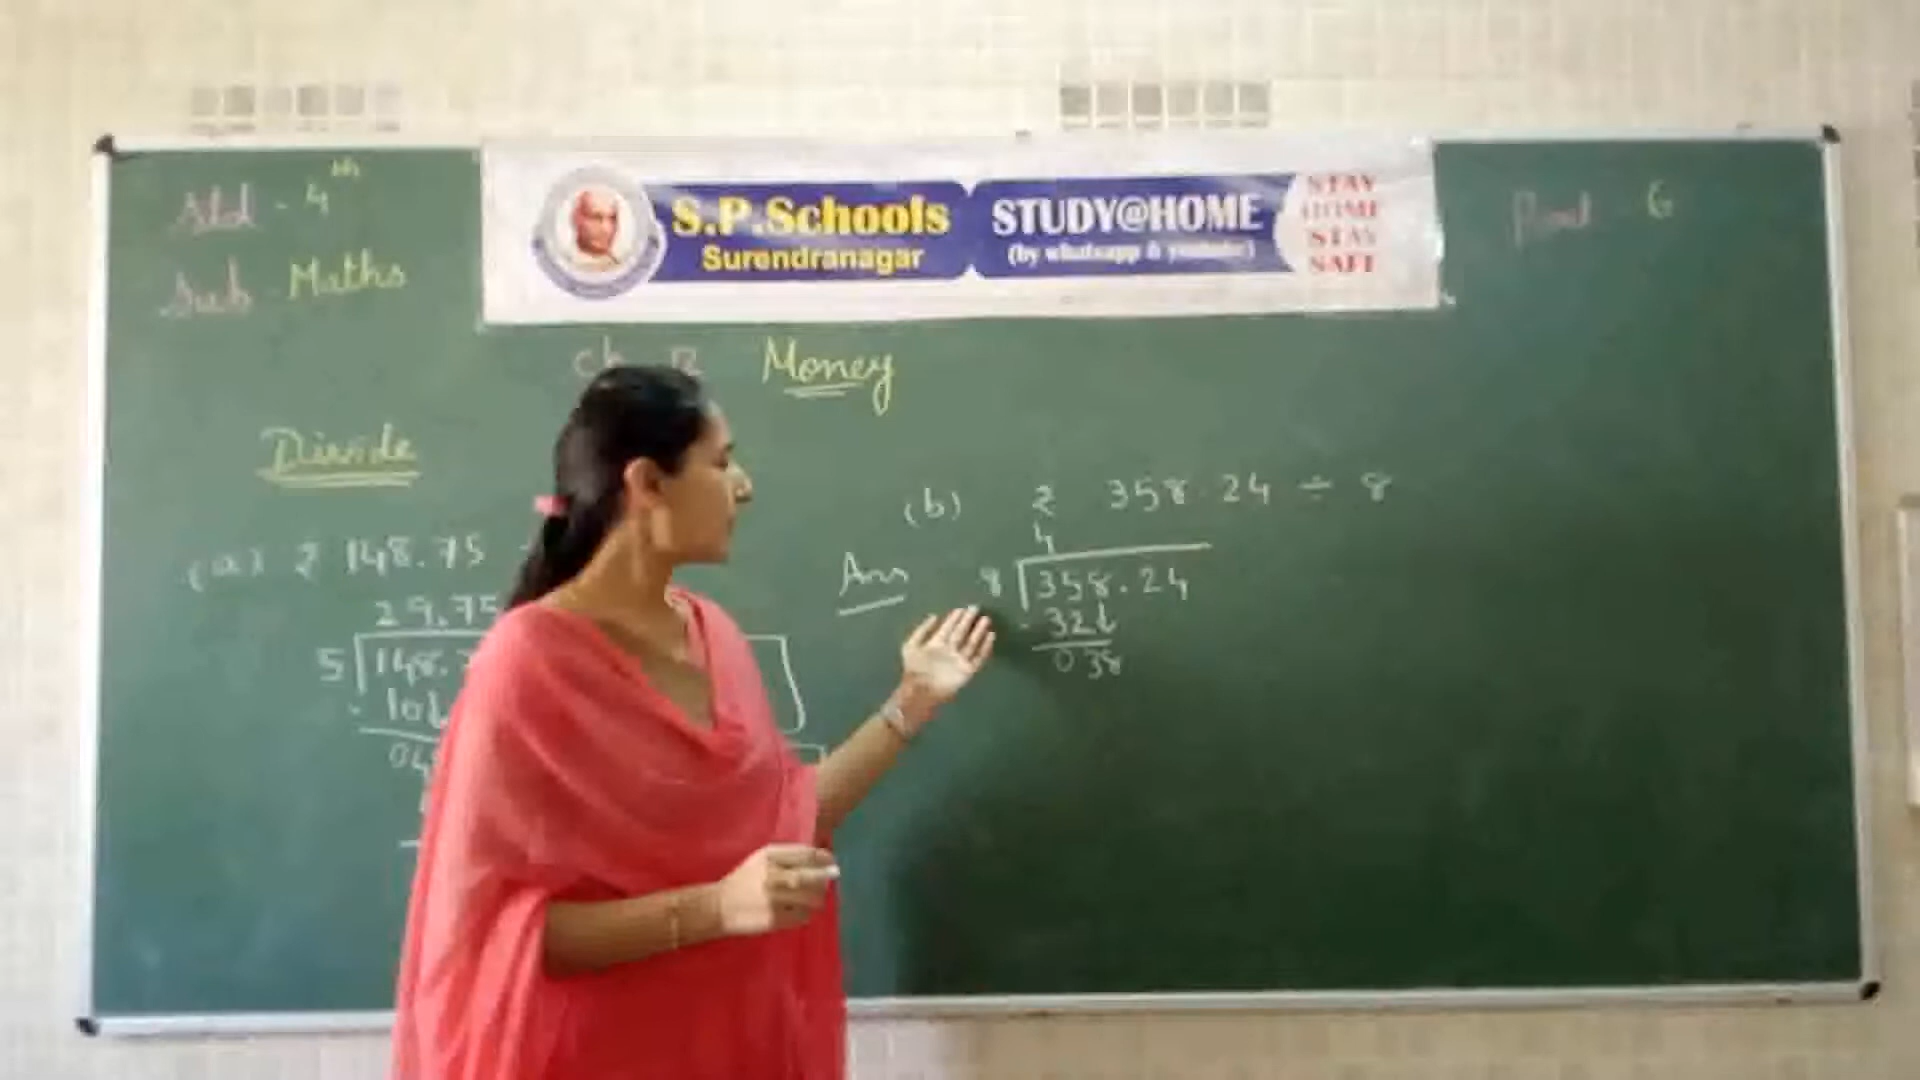 Std - 4th
Sub - Maths
S.P.Schools
Surendranagar
STUDY@HOME
(by whatsapp & youtube)
STAY
HOME
STAY
SAFE
6
Ch 12 Money
Divide
(a) ₹ 148.75
29.75
5 148.7
- 10↓
04
(b) ₹ 358.24 ÷ 8
Ans
4
8 358.24
- 32↓
038